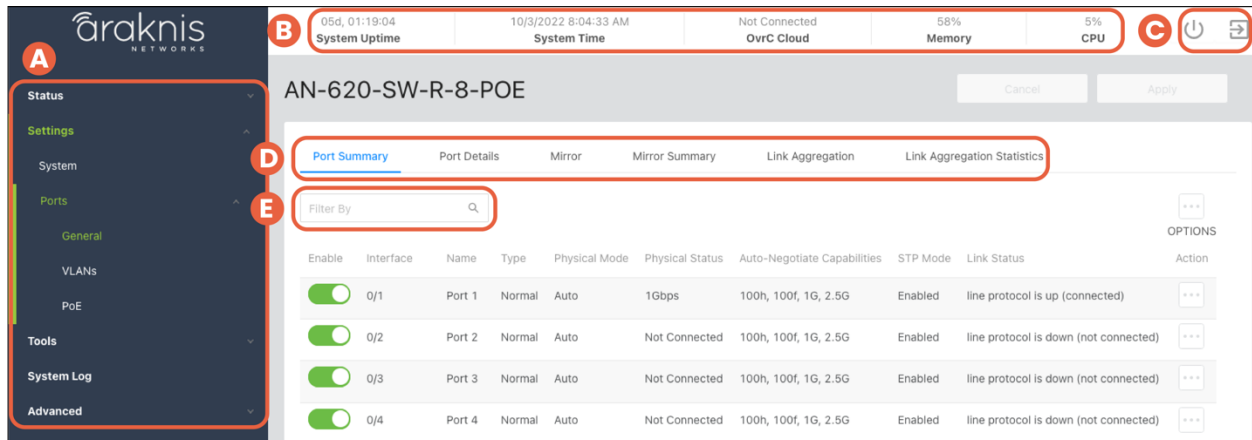 araknis
NETWORKS
A
Status
Settings
System
Ports
General
VLANs
PoE
Tools
System Log
Advanced
B
05d, 01:19:04 10/3/2022 8:04:33 AM Not Connected 58% 5%
System Uptime System Time OvrC Cloud Memory CPU
C
AN-620-SW-R-8-POE Cancel Apply
D
Port Summary Port Details Mirror Mirror Summary Link Aggregation Link Aggregation Statistics
E
Filter By
OPTIONS
Enable Interface Name Type Physical Mode Physical Status Auto-Negotiate Capabilities STP Mode Link Status Action
0/1 Port 1 Normal Auto 1Gbps 100h, 100f, 1G, 2.5G Enabled line protocol is up (connected)
0/2 Port 2 Normal Auto Not Connected 100h, 100f, 1G, 2.5G Enabled line protocol is down (not connected)
0/3 Port 3 Normal Auto Not Connected 100h, 100f, 1G, 2.5G Enabled line protocol is down (not connected)
0/4 Port 4 Normal Auto Not Connected 100h, 100f, 1G, 2.5G Enabled line protocol is down (not connected)